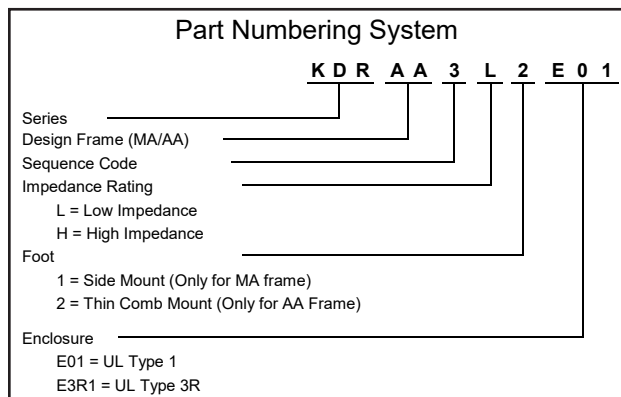 Part Numbering System
K D R A A 3 L 2 E 0 1
Series
Design Frame (MA/AA)
Sequence Code
Impedance Rating
L = Low Impedance
H = High Impedance
Foot
1 = Side Mount (Only for MA frame)
2 = Thin Comb Mount (Only for AA Frame)
Enclosure
E01 = UL Type 1
E3R1 = UL Type 3R